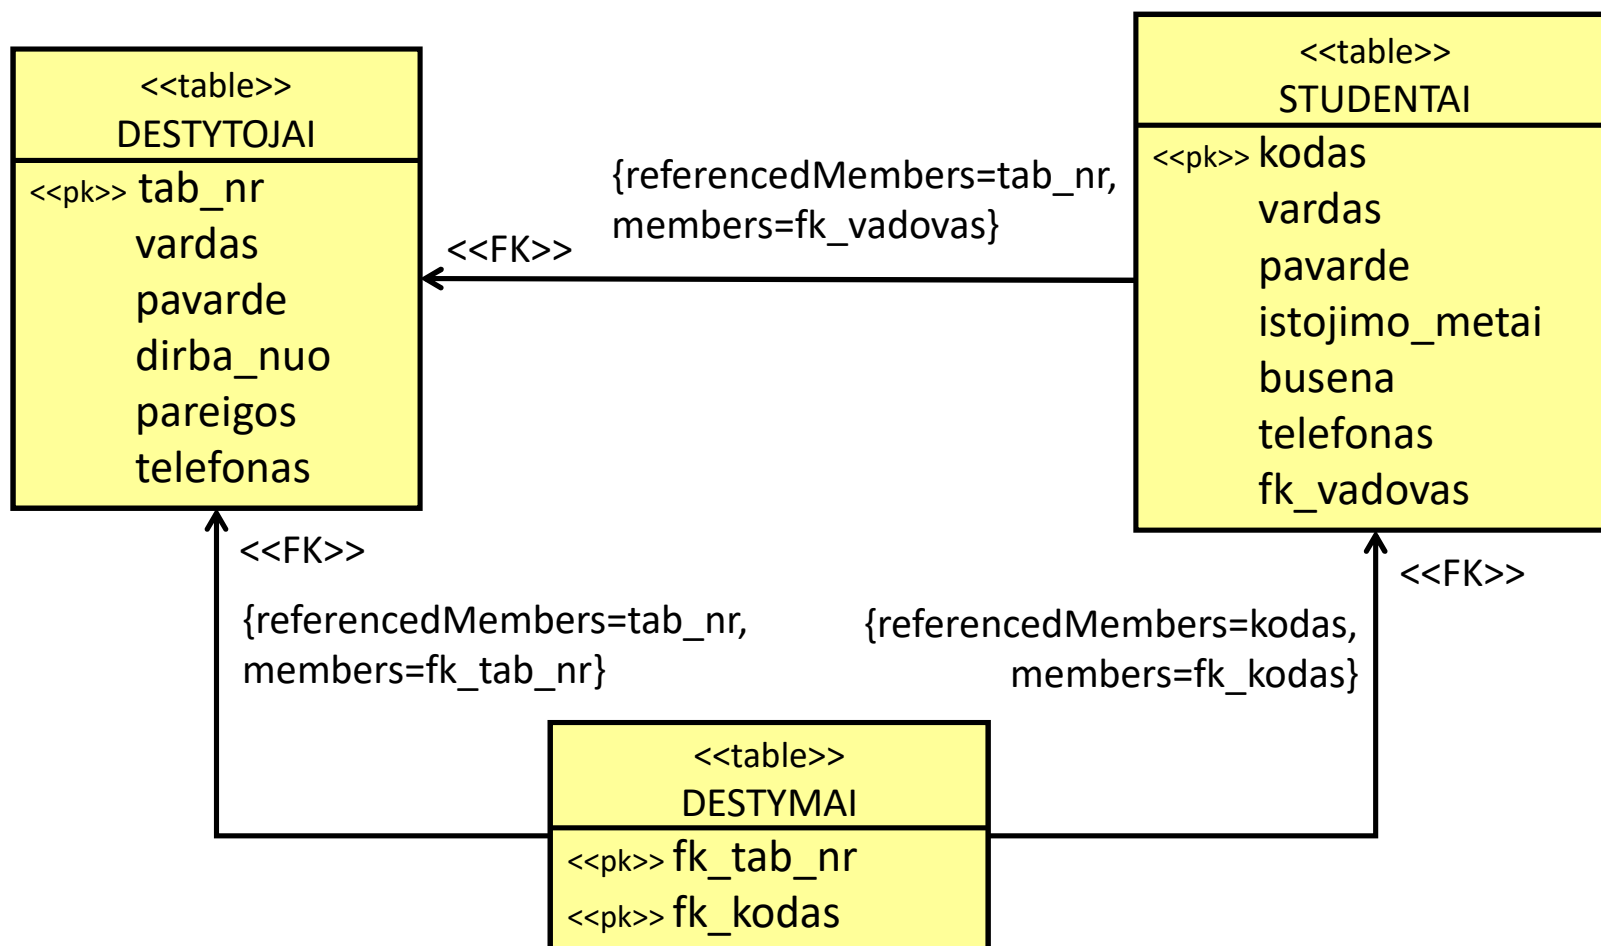 <<table>>
DESTYTOJAI
<<pk>> tab_nr
vardas
pavarde
dirba_nuo
pareigos
telefonas
{referencedMembers=tab_nr,
members=fk_vadovas}
<<FK>>
<<table>>
STUDENTAI
<<pk>> kodas
vardas
pavarde
istojimo_metai
busena
telefonas
fk_vadovas
<<FK>>
{referencedMembers=tab_nr,
members=fk_tab_nr}
<<FK>>
{referencedMembers=kodas,
members=fk_kodas}
<<table>>
DESTYMAI
<<pk>> fk_tab_nr
<<pk>> fk_kodas